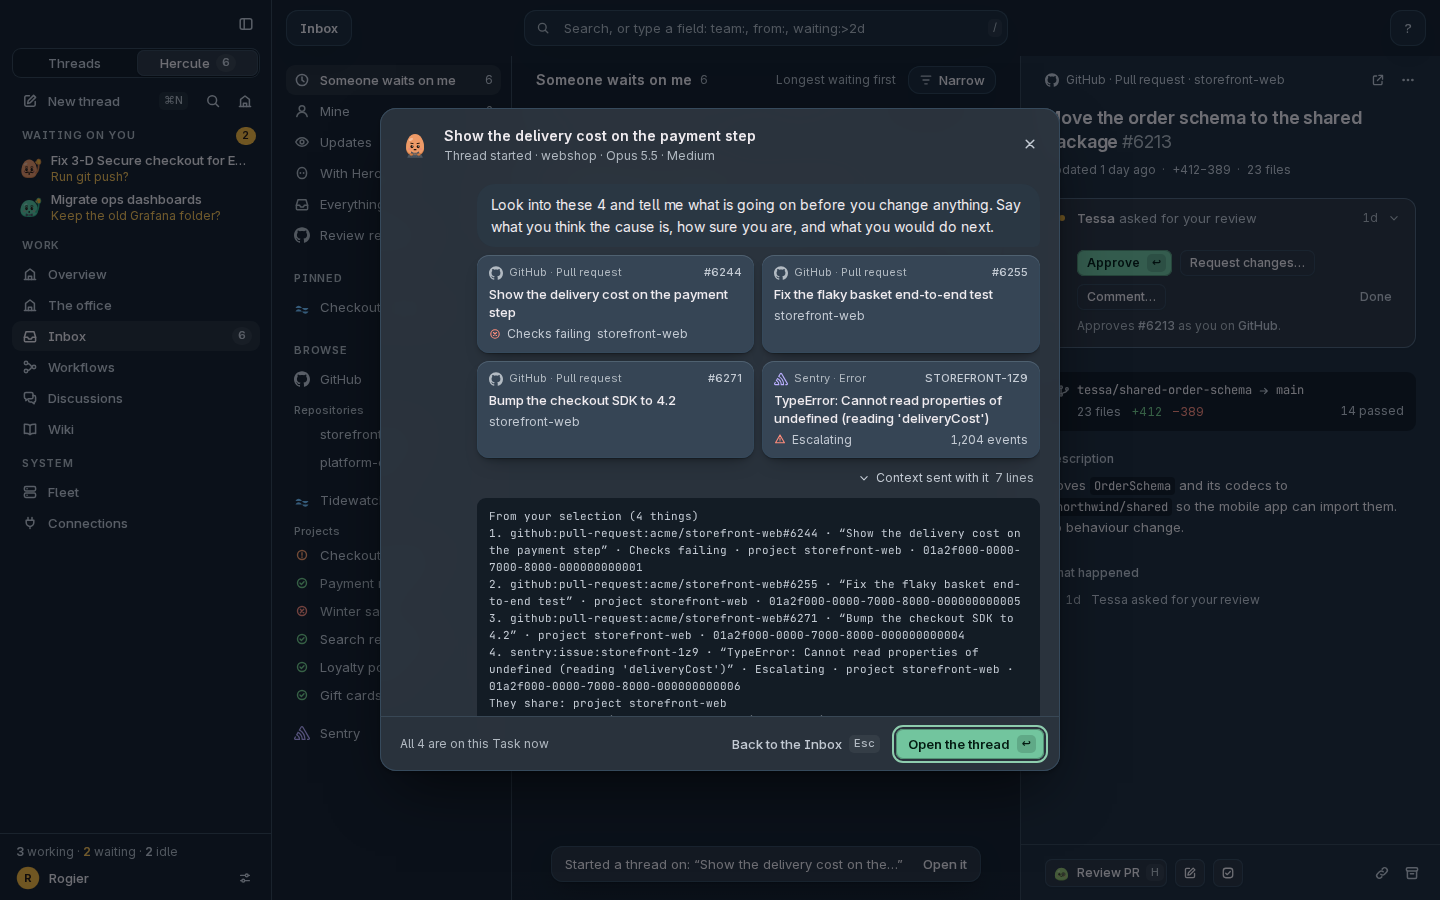 Threads
Hercule 6
New thread ⌘N
WAITING ON YOU 2
Fix 3-D Secure checkout for E…
Run git push?
Migrate ops dashboards
Keep the old Grafana folder?
WORK
Overview
The office
Inbox 6
Workflows
Discussions
Wiki
SYSTEM
Fleet
Connections
3 working · 2 waiting · 2 idle
R Rogier
Inbox
Search, or type a field: team:, from:, waiting:>2d /
?
Someone waits on me 6
Mine
Updates
With Herc
Everything
Review re
PINNED
Checkout
BROWSE
GitHub
Repositories
storefront
platform-
Tidewatc
Projects
Checkout
Payment
Winter sa
Search re
Loyalty po
Gift cards
Sentry
Someone waits on me 6
Longest waiting first
Narrow
Show the delivery cost on the payment step
Thread started · webshop · Opus 5.5 · Medium
Look into these 4 and tell me what is going on before you change anything. Say
what you think the cause is, how sure you are, and what you would do next.
GitHub · Pull request #6244
Show the delivery cost on the payment
step
Checks failing storefront-web
GitHub · Pull request #6255
Fix the flaky basket end-to-end test
storefront-web
GitHub · Pull request #6271
Bump the checkout SDK to 4.2
storefront-web
Sentry · Error STOREFRONT-1Z9
TypeError: Cannot read properties of
undefined (reading 'deliveryCost')
Escalating 1,204 events
Context sent with it 7 lines
From your selection (4 things)
1. github:pull-request:acme/storefront-web#6244 · “Show the delivery cost on
the payment step” · Checks failing · project storefront-web · 01a2f000-0000-
7000-8000-000000000001
2. github:pull-request:acme/storefront-web#6255 · “Fix the flaky basket end-
to-end test” · project storefront-web · 01a2f000-0000-7000-8000-000000000005
3. github:pull-request:acme/storefront-web#6271 · “Bump the checkout SDK to
4.2” · project storefront-web · 01a2f000-0000-7000-8000-000000000004
4. sentry:issue:storefront-1z9 · “TypeError: Cannot read properties of
undefined (reading 'deliveryCost')” · Escalating · project storefront-web ·
01a2f000-0000-7000-8000-000000000006
They share: project storefront-web
All 4 are on this Task now
Back to the Inbox Esc
Open the thread ↩
Started a thread on: “Show the delivery cost on the…” Open it
GitHub · Pull request · storefront-web
Move the order schema to the shared
package #6213
updated 1 day ago · +412−389 · 23 files
Tessa asked for your review 1d
Approve ↩
Request changes…
Comment…
Done
Approves #6213 as you on GitHub.
tessa/shared-order-schema → main
23 files +412 −389 14 passed
scription
oves OrderSchema and its codecs to
northwind/shared so the mobile app can import them.
behaviour change.
hat happened
1d Tessa asked for your review
Review PR H